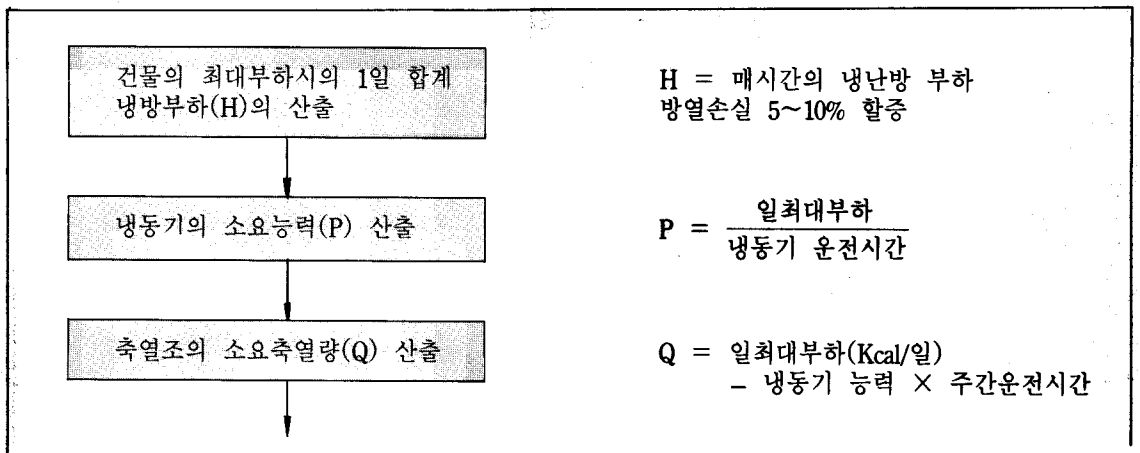 건물의 최대부하시의 1일 합계
냉방부하(H)의 산출
H = 매시간의 냉난방 부하
방열손실 5~10% 할증
냉동기의 소요능력(P) 산출
P = 일최대부하
냉동기 운전시간
축열조의 소요축열량(Q) 산출
Q = 일최대부하(Kcal/일)
– 냉동기 능력 × 주간운전시간